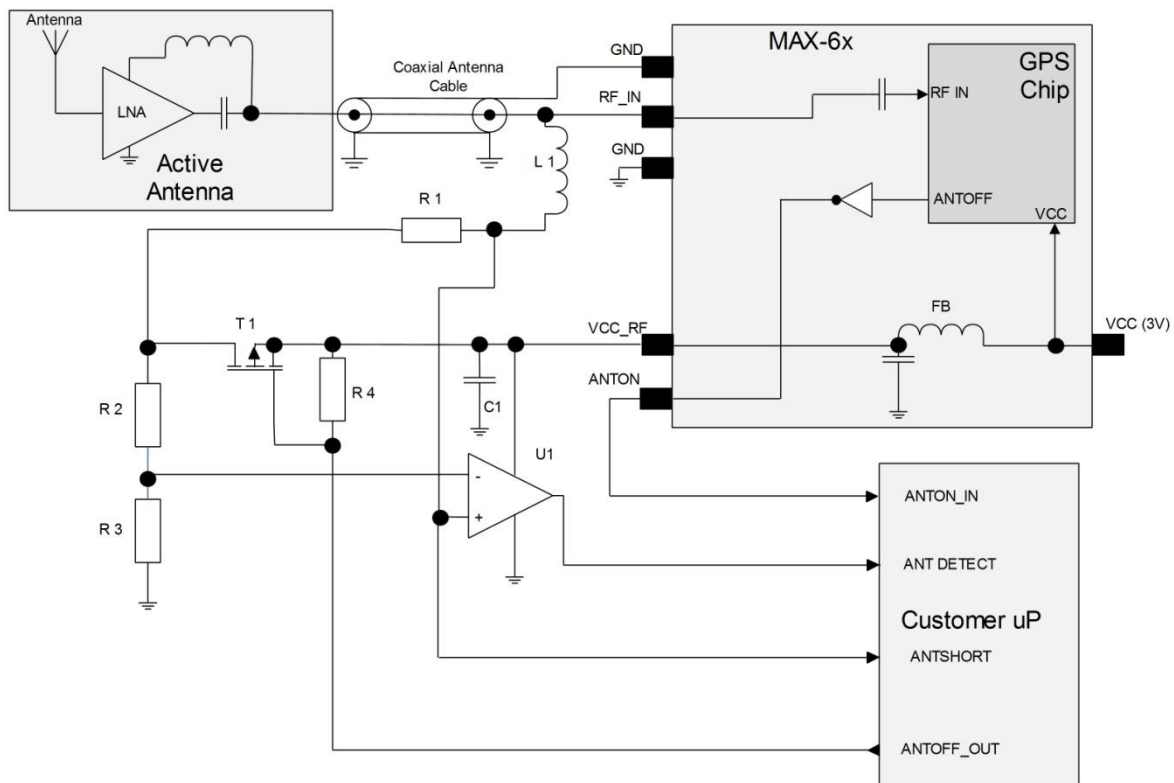 Antenna
LNA
Active
Antenna
Coaxial Antenna
Cable
GND
RF_IN
GND
MAX-6x
GPS
Chip
RF IN
ANTOFF
VCC
L 1
R 1
T 1
VCC_RF
FB
VCC (3V)
ANTON
R 2
R 4
C1
U1
-
+
R 3
ANTON_IN
ANT DETECT
Customer uP
ANTSHORT
ANTOFF_OUT